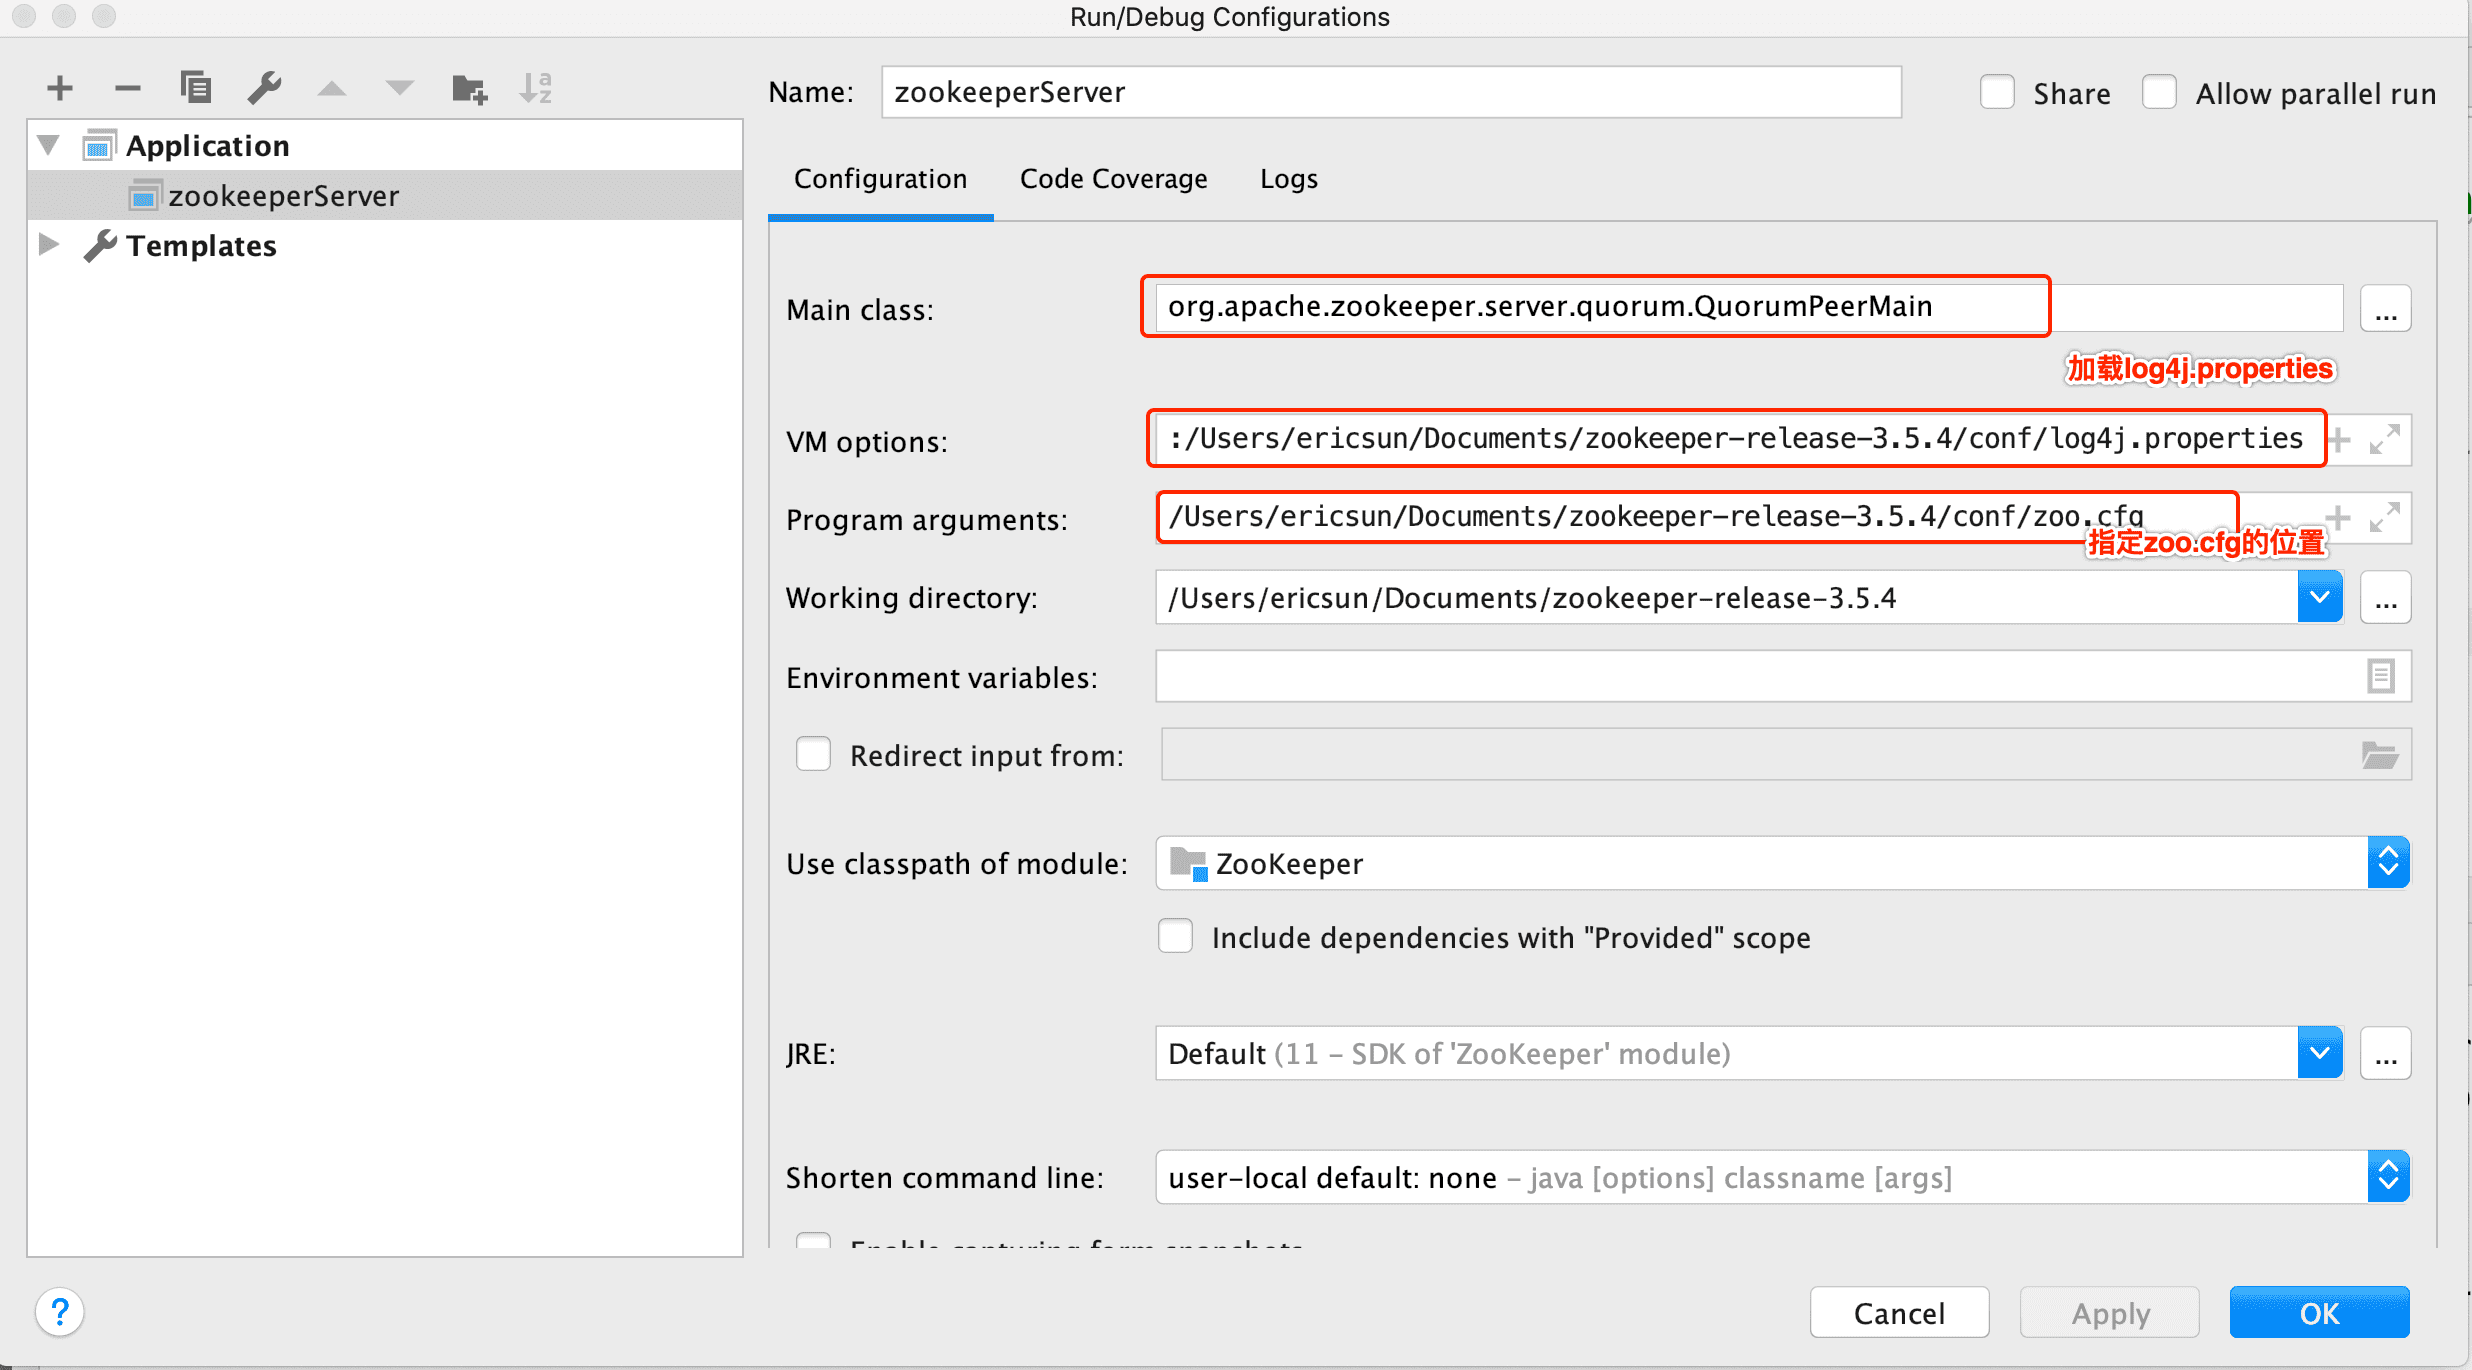 Run/Debug Configurations
Name: zookeeperServer
Share
Allow parallel run
Application
zookeeperServer
Templates
Configuration Code Coverage Logs
Main class: org.apache.zookeeper.server.quorum.QuorumPeerMain ...
加载log4j.properties
VM options: :/Users/ericsun/Documents/zookeeper-release-3.5.4/conf/log4j.properties
Program arguments: /Users/ericsun/Documents/zookeeper-release-3.5.4/conf/zoo.cfg
指定zoo.cfg的位置
Working directory: /Users/ericsun/Documents/zookeeper-release-3.5.4 ...
Environment variables:
Redirect input from:
Use classpath of module: ZooKeeper
Include dependencies with "Provided" scope
JRE: Default (11 – SDK of 'ZooKeeper' module) ...
Shorten command line: user-local default: none – java [options] classname [args]
Enable capturing form snapshots
? Cancel Apply OK